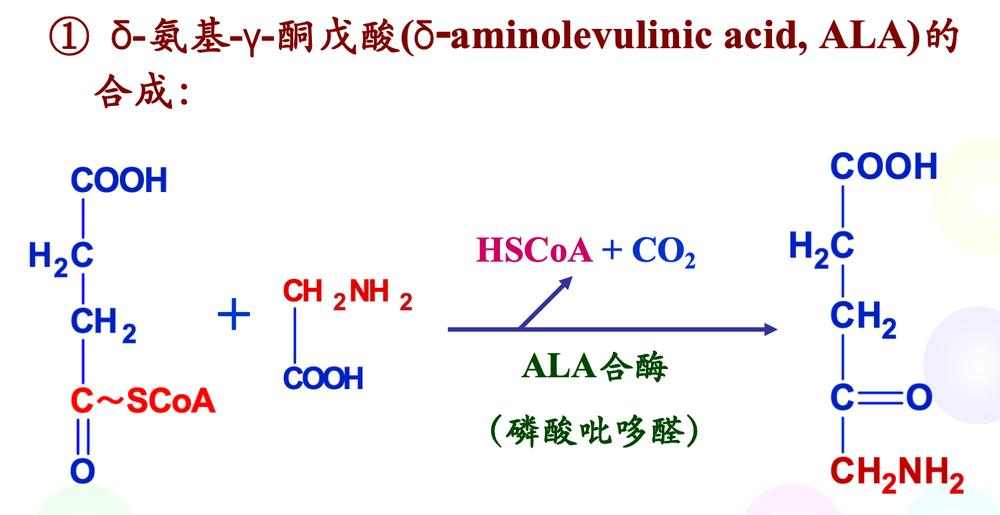 ① δ-氨基-γ-酮戊酸(δ-aminolevulinic acid, ALA)的
合成:
COOH
H₂C
CH₂
C～SCoA
O
+
CH₂NH₂
COOH
HSCoA + CO₂
ALA合酶
(磷酸吡哆醛)
COOH
H₂C
CH₂
C=O
CH₂NH₂